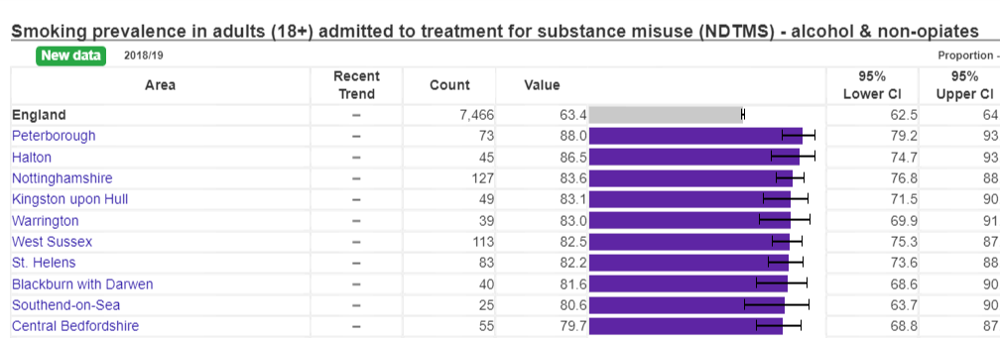 Smoking prevalence in adults (18+) admitted to treatment for substance misuse (NDTMS) - alcohol & non-opiates
New data 2018/19 Proportion -
Area Recent Trend Count Value 95% Lower CI 95% Upper CI
England – 7,466 63.4 62.5 64
Peterborough – 73 88.0 79.2 93
Halton – 45 86.5 74.7 93
Nottinghamshire – 127 83.6 76.8 88
Kingston upon Hull – 49 83.1 71.5 90
Warrington – 39 83.0 69.9 91
West Sussex – 113 82.5 75.3 87
St. Helens – 83 82.2 73.6 88
Blackburn with Darwen – 40 81.6 68.6 90
Southend-on-Sea – 25 80.6 63.7 90
Central Bedfordshire – 55 79.7 68.8 87